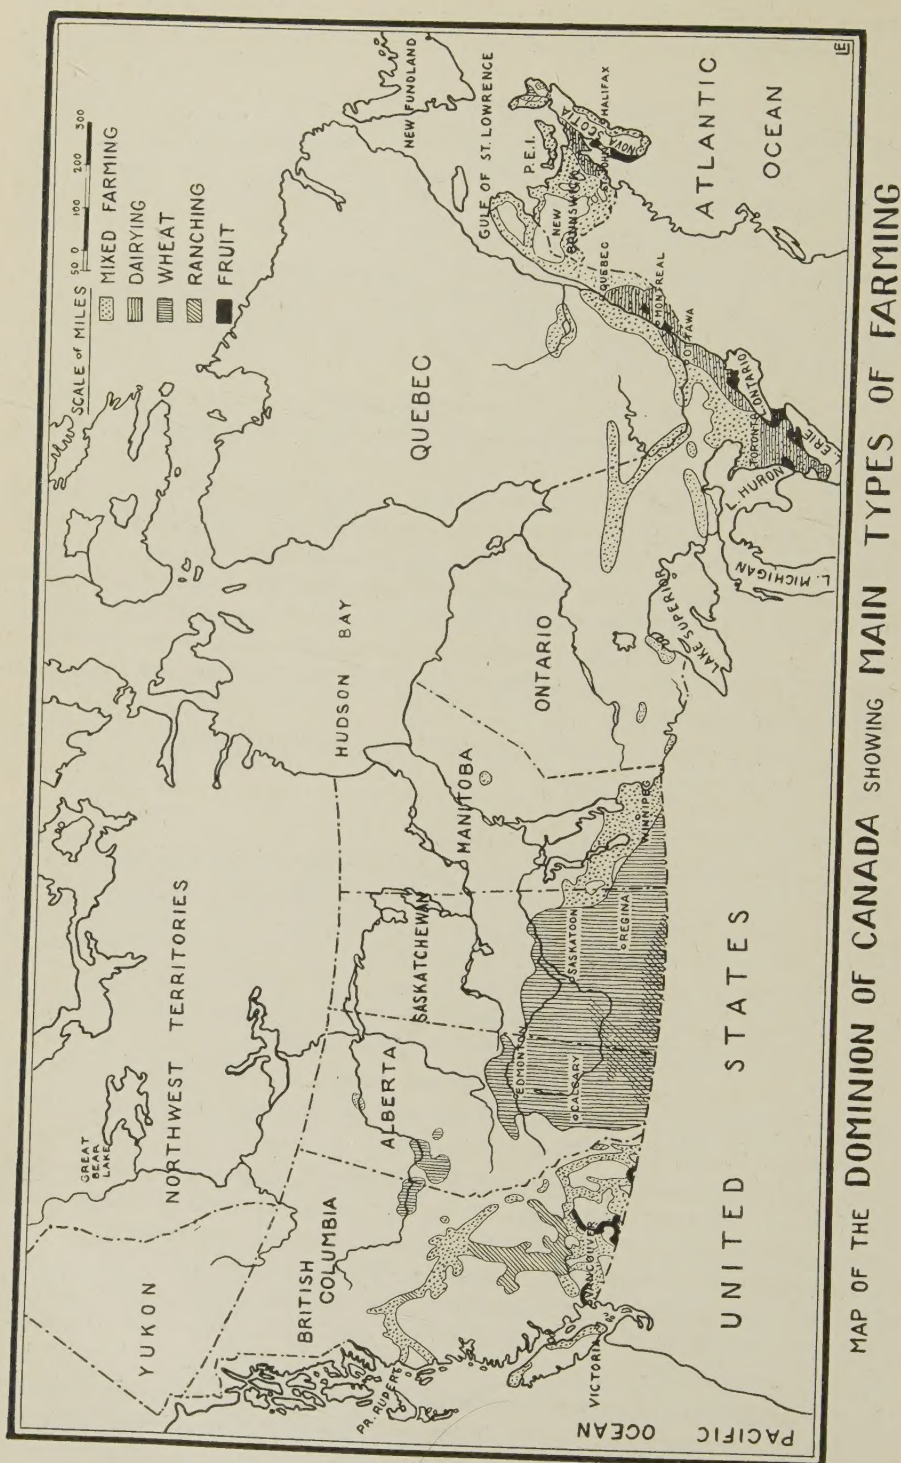 SCALE of MILES
50 0 100 200 300
MIXED FARMING
DAIRYING
WHEAT
RANCHING
FRUIT
YUKON
GREAT
BEAR
LAKE
NORTHWEST TERRITORIES
BRITISH
COLUMBIA
ALBERTA
SASKATCHEWAN
MANITOBA
HUDSON BAY
ONTARIO
QUEBEC
NEW FUNDLAND
GULF OF ST. LOWRENCE
P.E.I.
NEW
BRUNSWICK
ST. JOHN
NOVA SCOTIA
HALIFAX
QUEBEC
MONTREAL
OTTAWA
TORONTO
L. ONTARIO
L. ERIE
L. HURON
L. MICHIGAN
LAKE SUPERIOR
WINNIPEG
REGINA
SASKATOON
EDMONTON
CALGARY
VANCOUVER
VICTORIA
PR. RUPERT
PACIFIC OCEAN
UNITED STATES
ATLANTIC
OCEAN
MAP OF THE DOMINION OF CANADA SHOWING MAIN TYPES OF FARMING